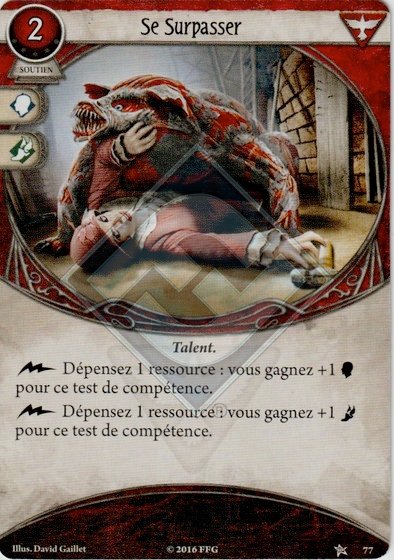 2
Se Surpasser
SOUTIEN
Talent.
Dépensez 1 ressource : vous gagnez +1
pour ce test de compétence.
Dépensez 1 ressource : vous gagnez +1
pour ce test de compétence.
Illus. David Gaillet
© 2016 FFG
77